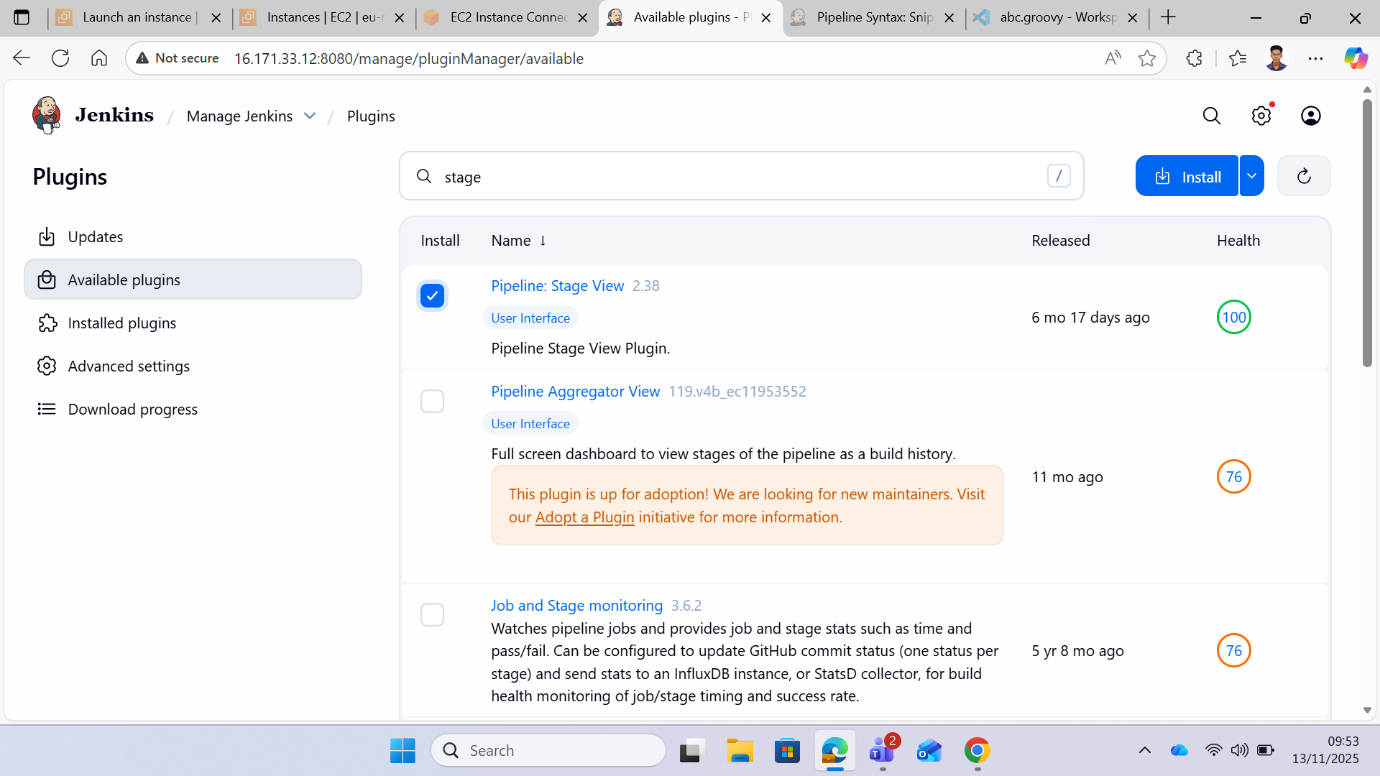 Launch an instance |
Instances | EC2 | eu-n
EC2 Instance Connec
Available plugins - Pl
Pipeline Syntax: Snip
abc.groovy - Worksp
Not secure 16.171.33.12:8080/manage/pluginManager/available
Jenkins / Manage Jenkins / Plugins
Plugins
stage
/
Install
Updates
Available plugins
Installed plugins
Advanced settings
Download progress
Install Name ↓ Released Health
Pipeline: Stage View 2.38
User Interface
Pipeline Stage View Plugin.
6 mo 17 days ago
100
Pipeline Aggregator View 119.v4b_ec11953552
User Interface
Full screen dashboard to view stages of the pipeline as a build history.
This plugin is up for adoption! We are looking for new maintainers. Visit
our Adopt a Plugin initiative for more information.
11 mo ago
76
Job and Stage monitoring 3.6.2
Watches pipeline jobs and provides job and stage stats such as time and
pass/fail. Can be configured to update GitHub commit status (one status per
stage) and send stats to an InfluxDB instance, or StatsD collector, for build
health monitoring of job/stage timing and success rate.
5 yr 8 mo ago
76
Search
2
09:53
13/11/2025